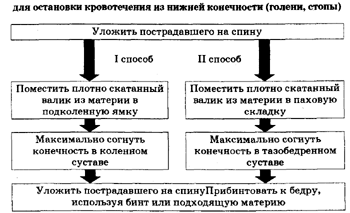 для остановки кровотечения из нижней конечности (голени, стопы)
Уложить пострадавшего на спину
I способ
II способ
Поместить плотно скатанный
валик из материи в
подколенную ямку
Поместить плотно скатанный
валик из материи в паховую
складку
Максимально согнуть
конечность в коленном
суставе
Максимально согнуть
конечность в тазобедренном
суставе
Уложить пострадавшего на спинуПрибинтовать к бедру,
используя бинт или подходящую материю